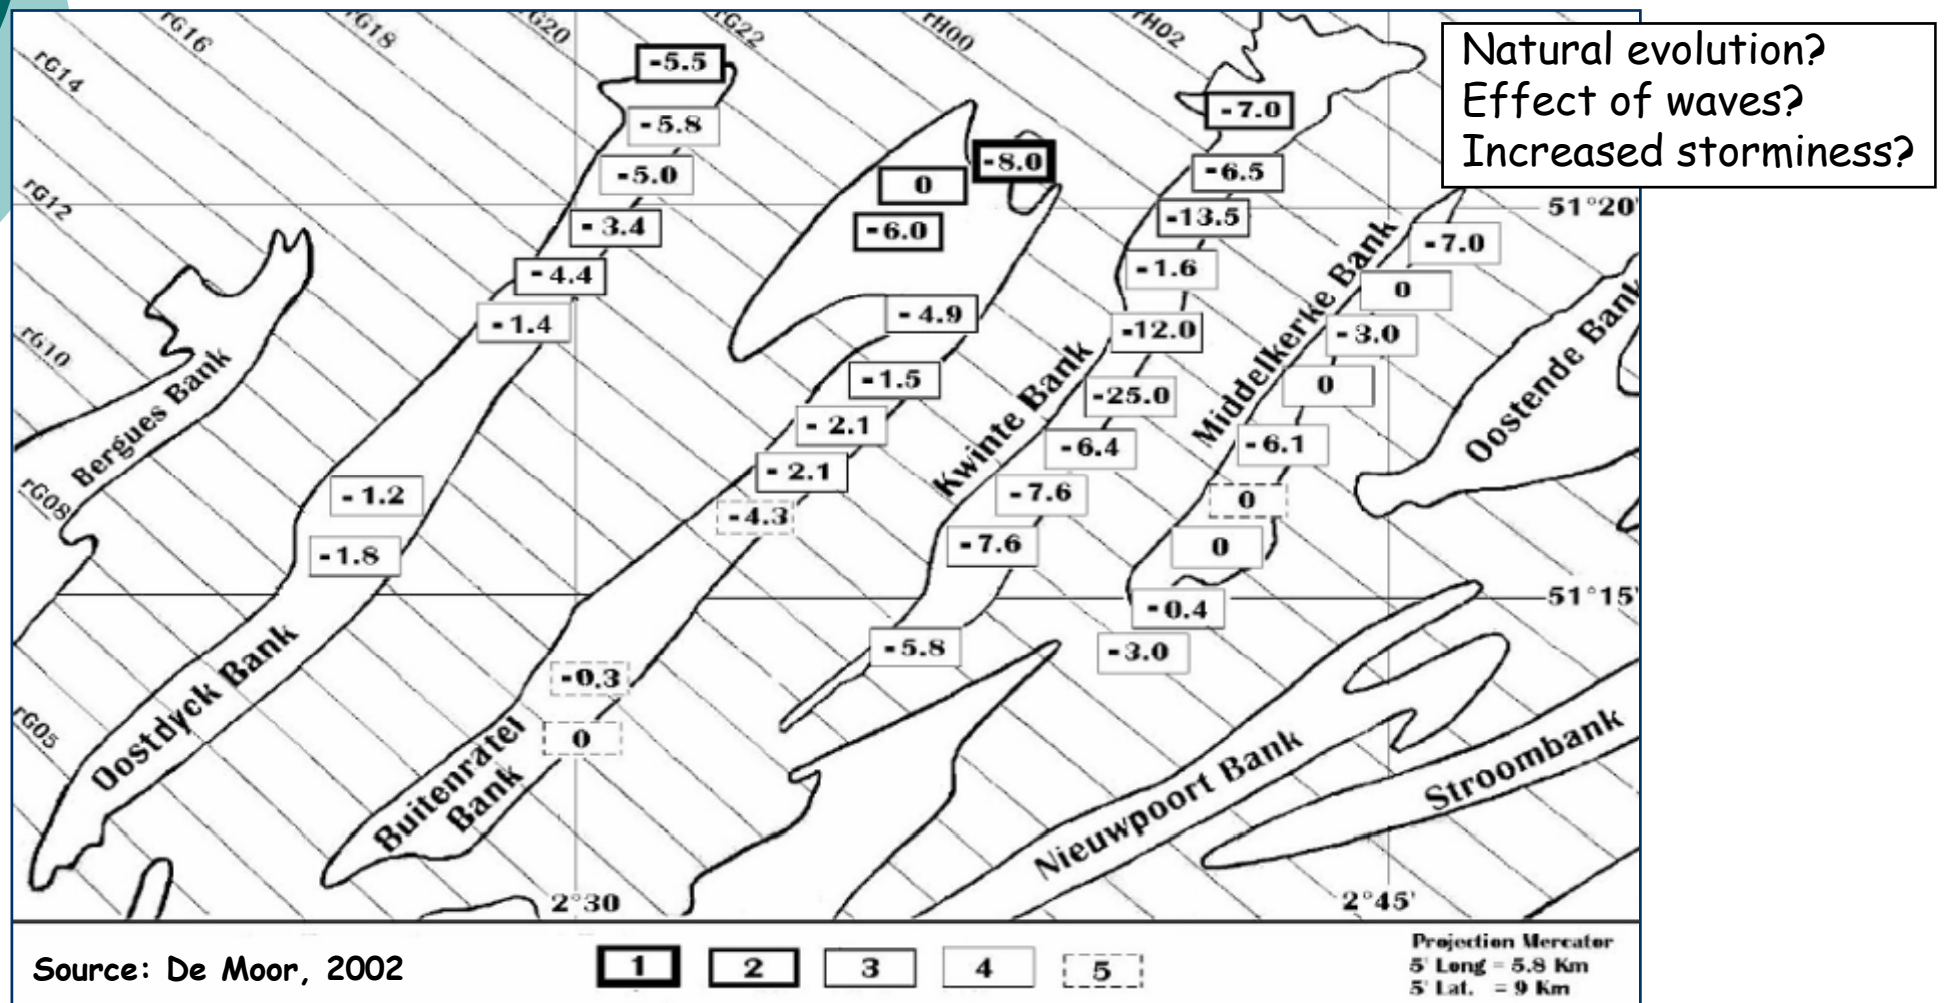 rG14
rG16
rG18
rG20
rG22
rH00
rH02
rG12
rG10
rG08
rG05
Natural evolution?
Effect of waves?
Increased storminess?
-5.5
-5.8
-5.0
-3.4
-4.4
-1.4
-1.2
-1.8
0
-8.0
-6.0
-4.9
-1.5
-2.1
-2.1
-4.3
-0.3
0
-7.0
-6.5
-13.5
-1.6
-12.0
-25.0
-6.4
-7.6
-7.6
-5.8
-7.0
0
-3.0
0
-6.1
0
0
-0.4
-3.0
51°20'
51°15'
Bergues Bank
Oostdyck Bank
Buitenratel
Bank
Kwinte Bank
Middelkerke Bank
Oostende Bank
Nieuwpoort Bank
Stroombank
2°30
2°45'
Source: De Moor, 2002
1
2
3
4
5
Projection Mercator
5' Long = 5.8 Km
5' Lat. = 9 Km